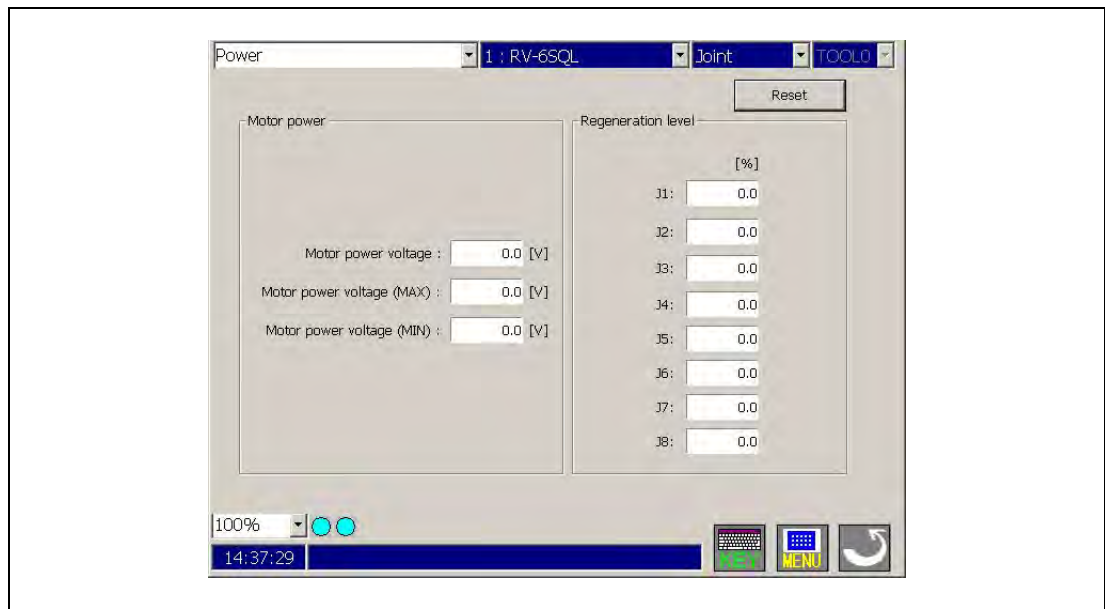 Power 1 : RV-6SQL Joint TOOL0
Reset
Motor power
Regeneration level
[%]
J1: 0.0
J2: 0.0
Motor power voltage : 0.0 [V]
J3: 0.0
Motor power voltage (MAX) : 0.0 [V]
J4: 0.0
Motor power voltage (MIN) : 0.0 [V]
J5: 0.0
J6: 0.0
J7: 0.0
J8: 0.0
100%
14:37:29
KEY MENU